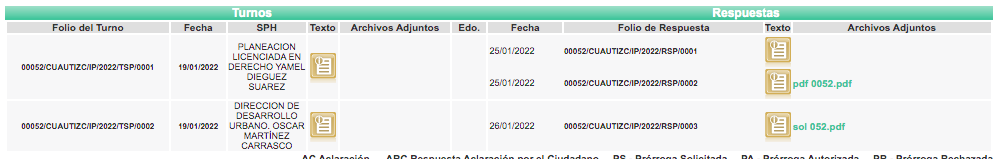 Turnos Respuestas
Folio del Turno Fecha SPH Texto Archivos Adjuntos Edo. Fecha Folio de Respuesta Texto Archivos Adjuntos
00052/CUAUTIZC/IP/2022/TSP/0001 19/01/2022
PLANEACION
LICENCIADA EN
DERECHO YAMEL
DIEGUEZ
SUAREZ
25/01/2022 00052/CUAUTIZC/IP/2022/RSP/0001
25/01/2022 00052/CUAUTIZC/IP/2022/RSP/0002 pdf 0052.pdf
00052/CUAUTIZC/IP/2022/TSP/0002 19/01/2022
DIRECCION DE
DESARROLLO
URBANO. OSCAR
MARTÍNEZ
CARRASCO
26/01/2022 00052/CUAUTIZC/IP/2022/RSP/0003 sol 052.pdf
AC Aclaración ARC Respuesta Aclaración por el Ciudadano PS Prórroga Solicitada PA Prórroga Autorizada PR Prórroga Rechazada